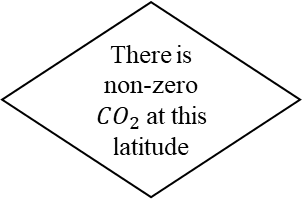 There is
non-zero
CO₂ at this
latitude